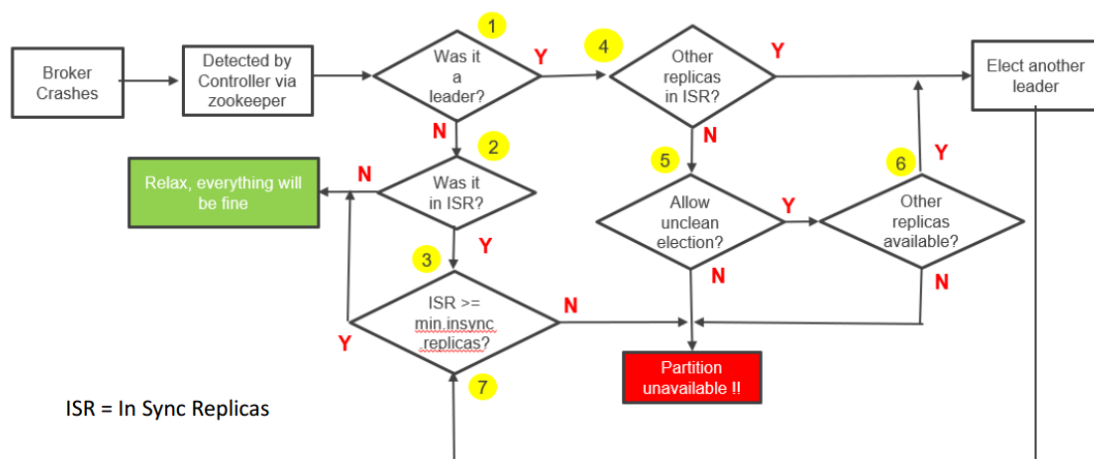 1
4
Broker
Crashes
Detected by
Controller via
zookeeper
Was it
a
leader?
Y
Other
replicas
in ISR?
Y
Elect another
leader
N
2
N
5
6
Y
Relax, everything will
be fine
N
Was it
in ISR?
Y
3
Allow
unclean
election?
Y
Other
replicas
available?
N
N
ISR >=
min.insync
.replicas?
N
Y
7
Partition
unavailable !!
ISR = In Sync Replicas